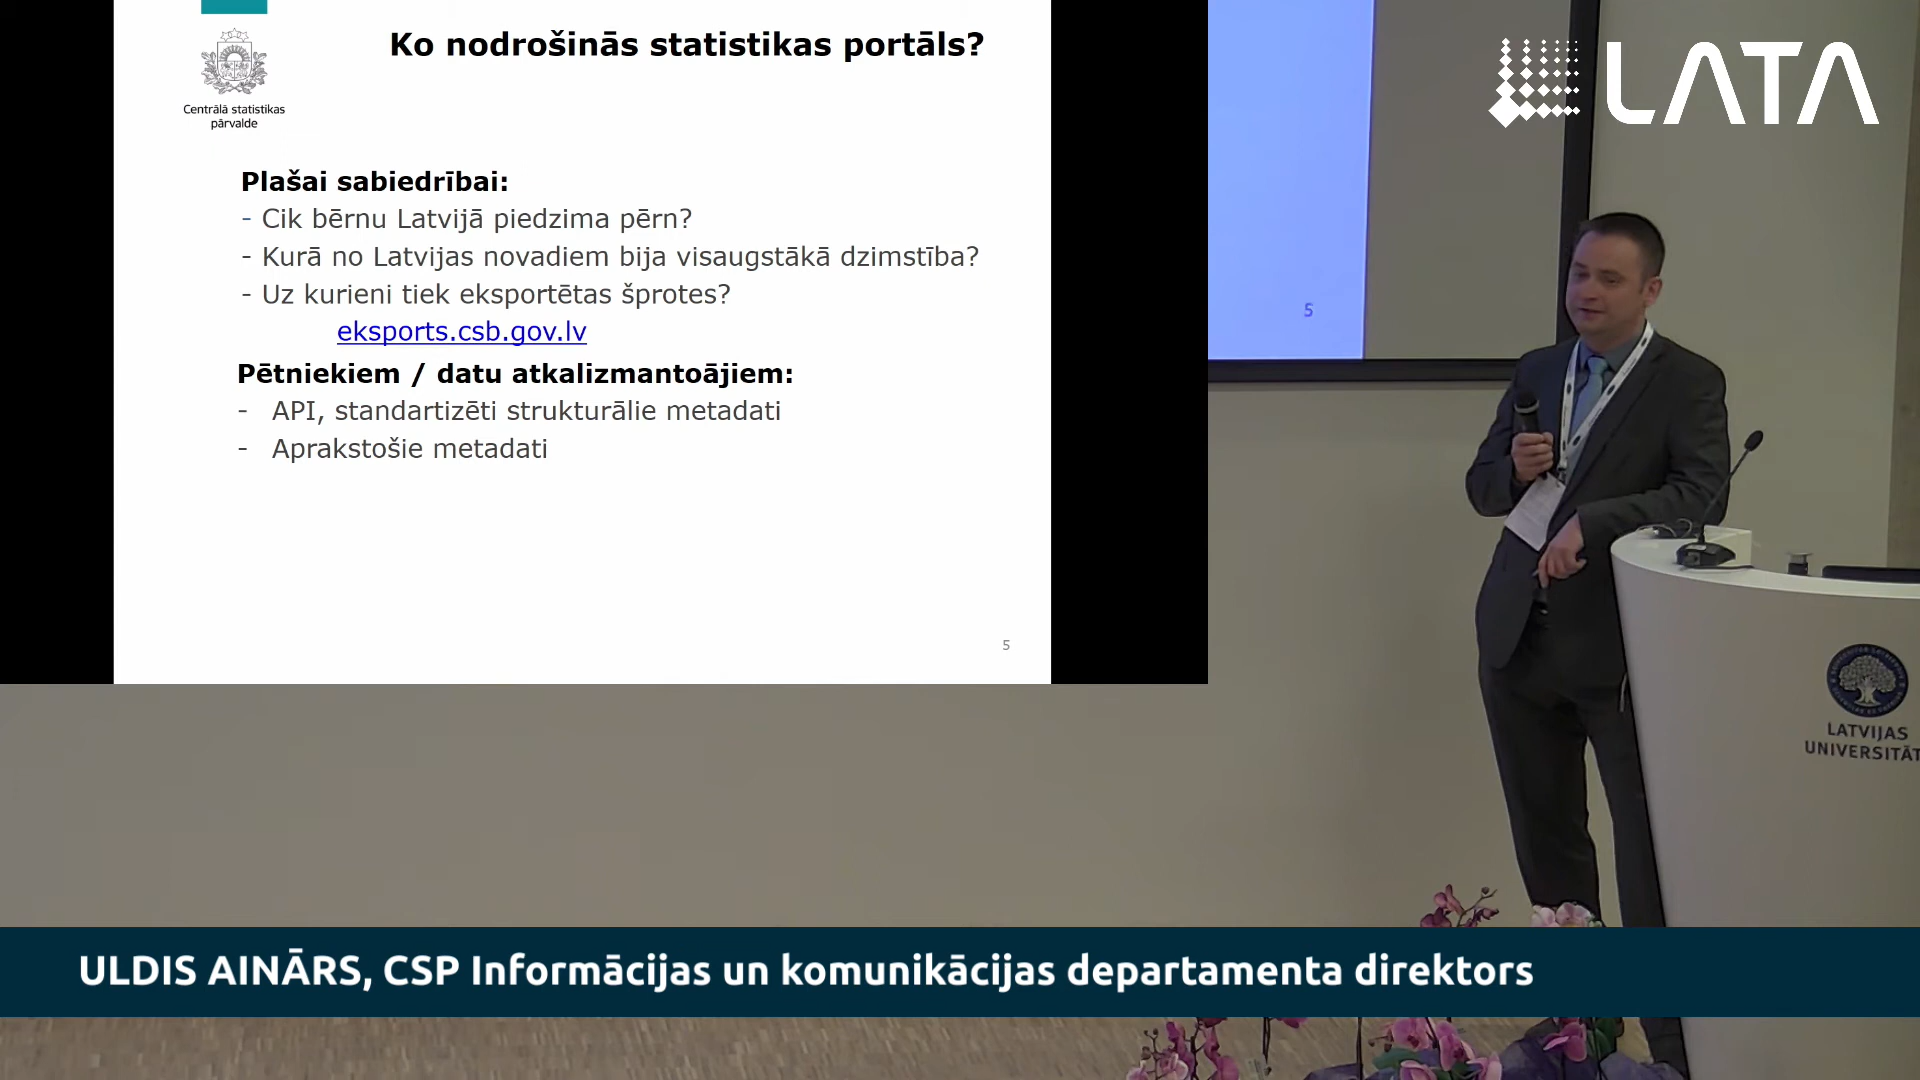 Ko nodrošinās statistikas portāls?
Centrālā statistikas
pārvalde
Plašai sabiedrībai:
- Cik bērnu Latvijā piedzima pērn?
- Kurā no Latvijas novadiem bija visaugstākā dzimstība?
- Uz kurieni tiek eksportētas šprotes?
eksports.csb.gov.lv
Pētniekiem / datu atkalizmantoājiem:
- API, standartizēti strukturālie metadati
- Aprakstošie metadati
5
LATA
5
LATVIJAS
UNIVERSITĀT
ULDIS AINĀRS, CSP Informācijas un komunikācijas departamenta direktors